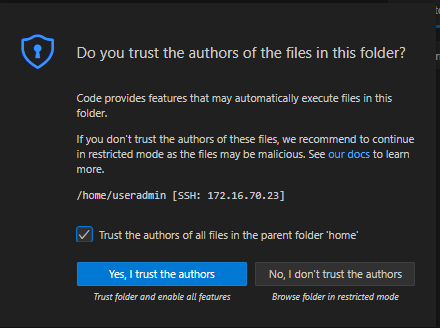 Do you trust the authors of the files in this folder?
Code provides features that may automatically execute files in this
folder.
If you don't trust the authors of these files, we recommend to continue
in restricted mode as the files may be malicious. See our docs to learn
more.
/home/useradmin [SSH: 172.16.70.23]
Trust the authors of all files in the parent folder 'home'
Yes, I trust the authors
No, I don't trust the authors
Trust folder and enable all features
Browse folder in restricted mode